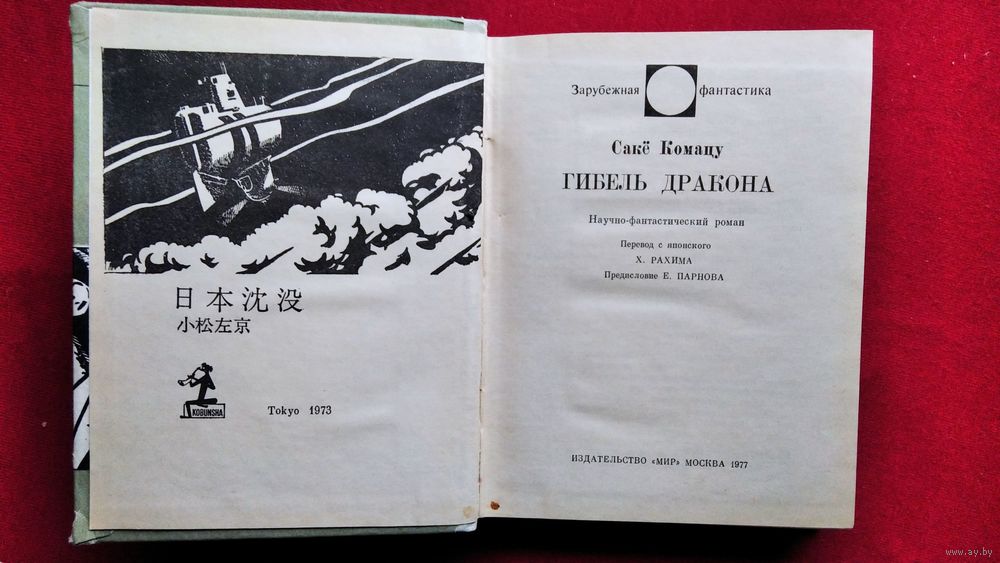 日本沈没
小松左京
KOBUNSHA
Tokyo 1973
Зарубежная фантастика
Сакё Комацу
ГИБЕЛЬ ДРАКОНА
Научно-фантастический роман
Перевод с японского
Х. РАХИМА
Предисловие Е. ПАРНОВА
ИЗДАТЕЛЬСТВО «МИР» МОСКВА 1977
www.ay.by